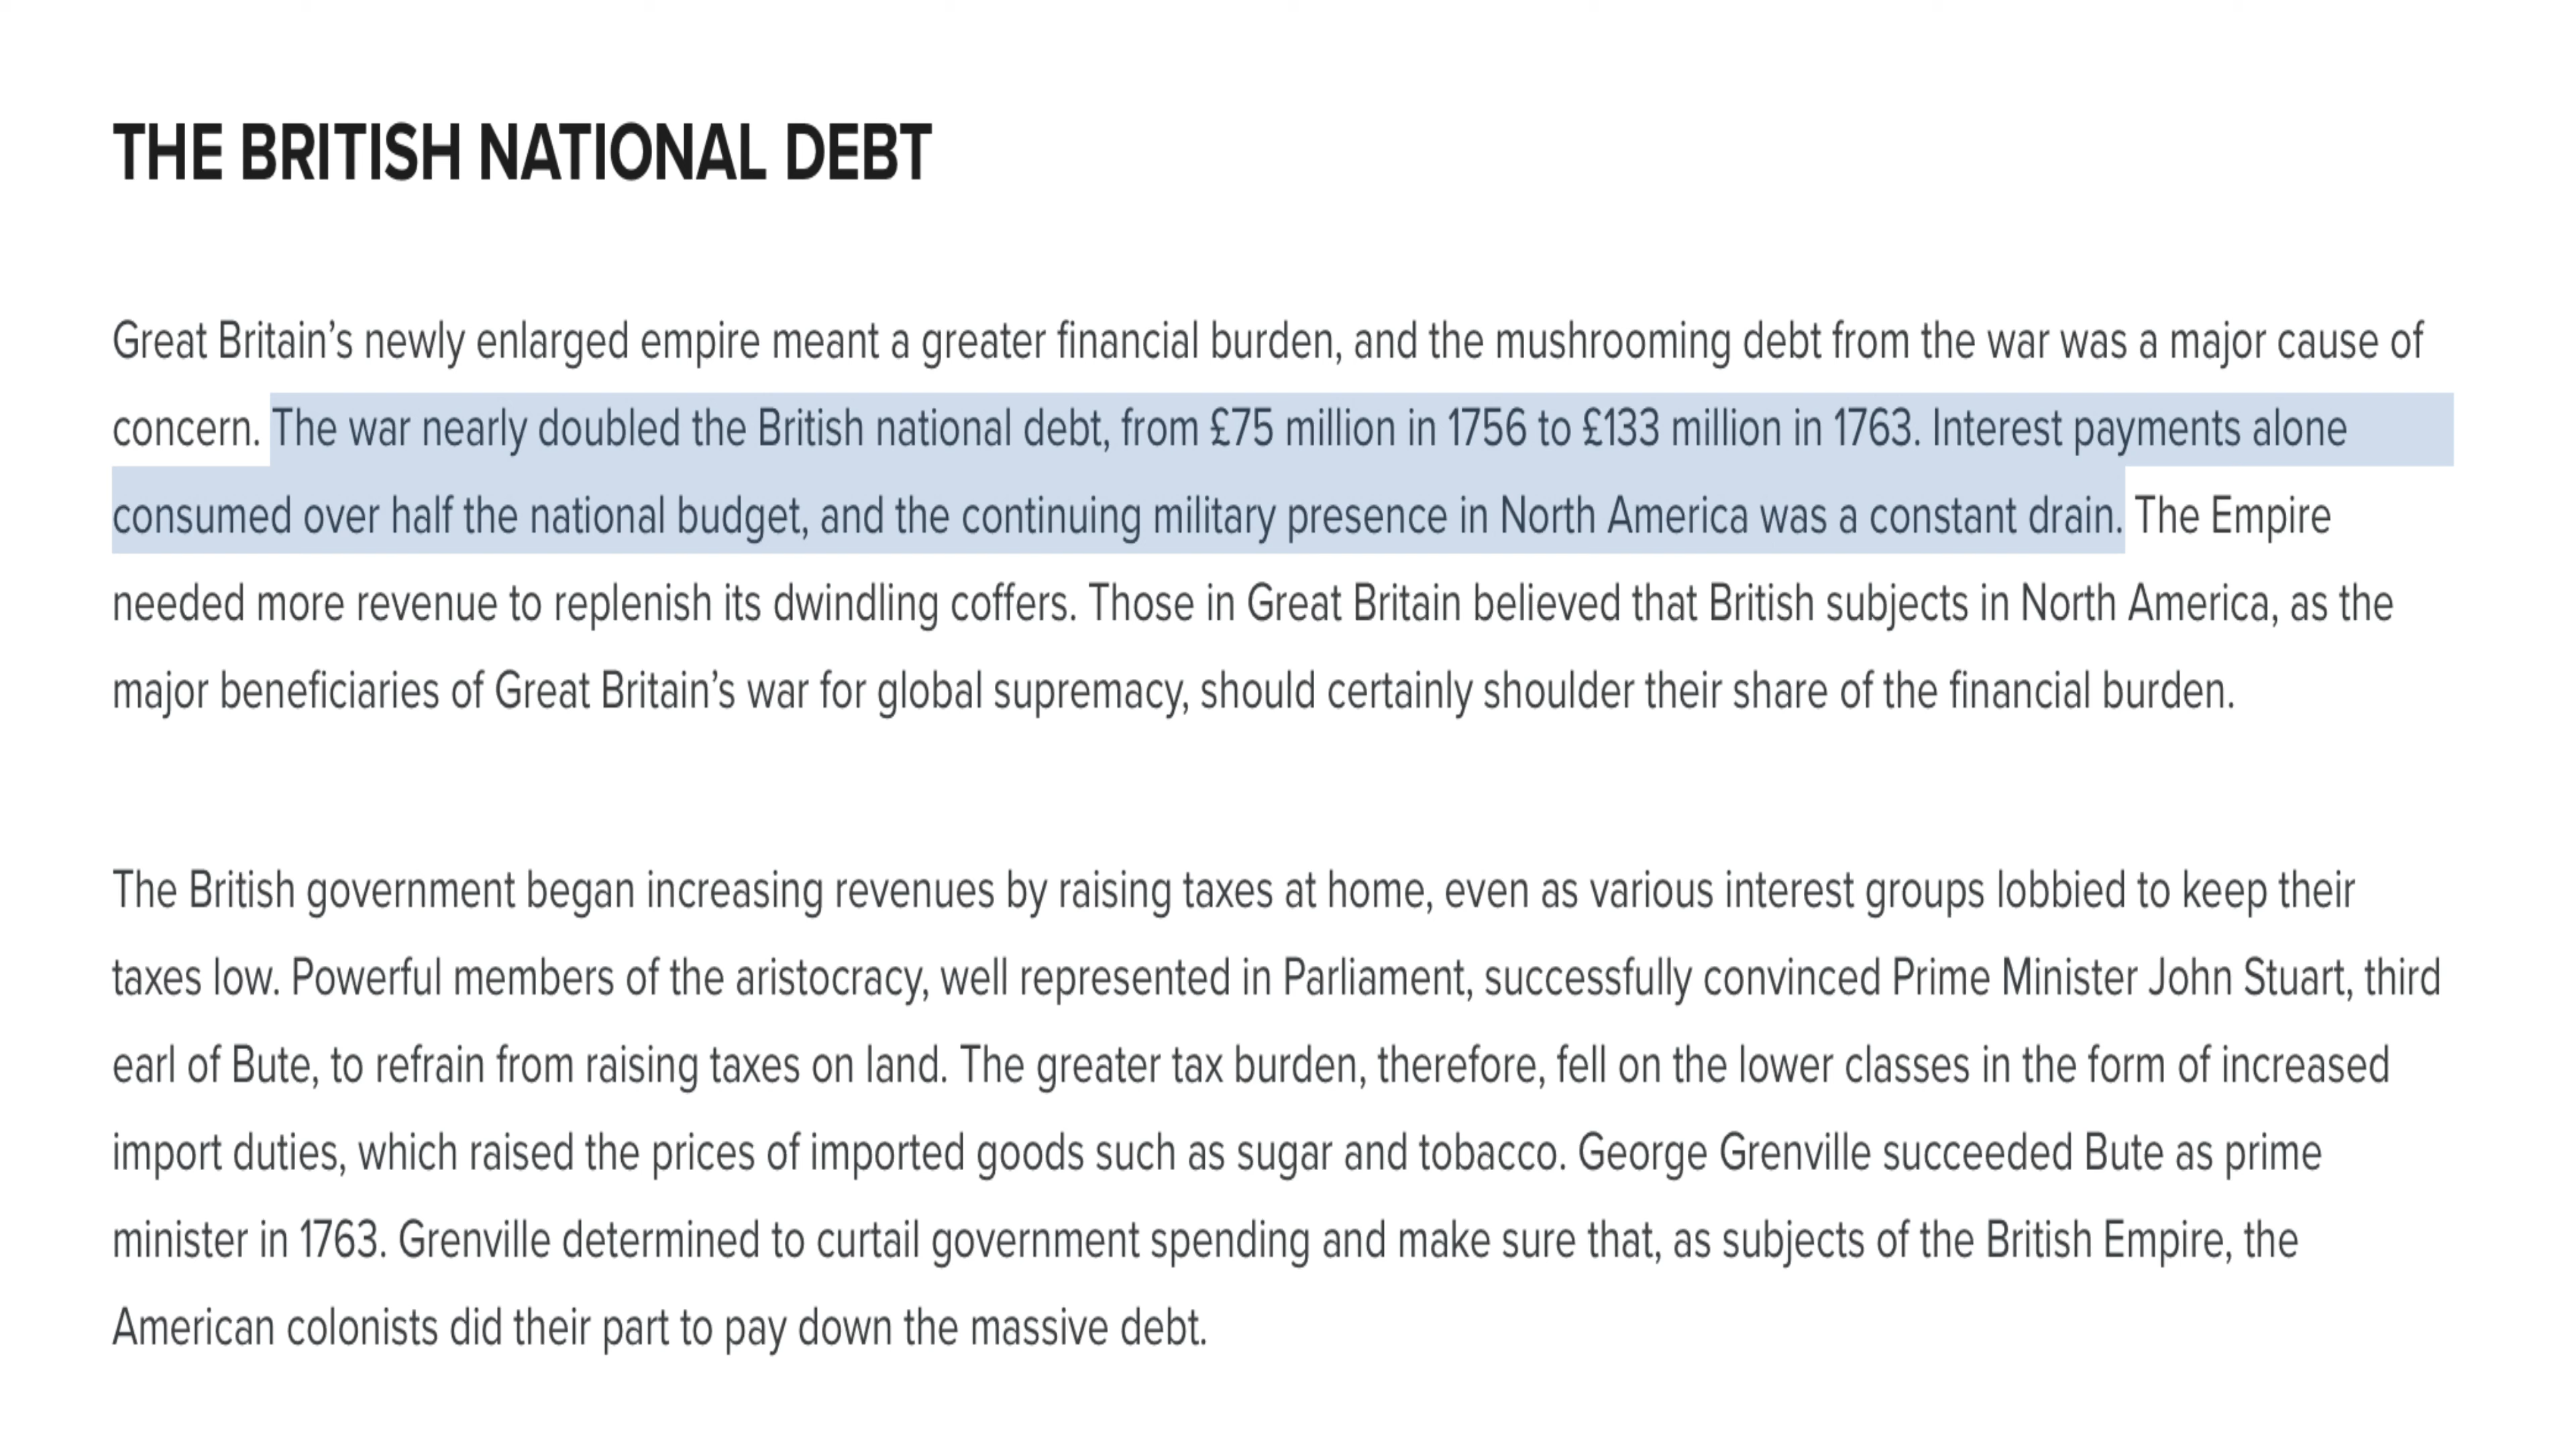 THE BRITISH NATIONAL DEBT
Great Britain’s newly enlarged empire meant a greater financial burden, and the mushrooming debt from the war was a major cause of
concern. The war nearly doubled the British national debt, from £75 million in 1756 to £133 million in 1763. Interest payments alone
consumed over half the national budget, and the continuing military presence in North America was a constant drain. The Empire
needed more revenue to replenish its dwindling coffers. Those in Great Britain believed that British subjects in North America, as the
major beneficiaries of Great Britain’s war for global supremacy, should certainly shoulder their share of the financial burden.
The British government began increasing revenues by raising taxes at home, even as various interest groups lobbied to keep their
taxes low. Powerful members of the aristocracy, well represented in Parliament, successfully convinced Prime Minister John Stuart, third
earl of Bute, to refrain from raising taxes on land. The greater tax burden, therefore, fell on the lower classes in the form of increased
import duties, which raised the prices of imported goods such as sugar and tobacco. George Grenville succeeded Bute as prime
minister in 1763. Grenville determined to curtail government spending and make sure that, as subjects of the British Empire, the
American colonists did their part to pay down the massive debt.